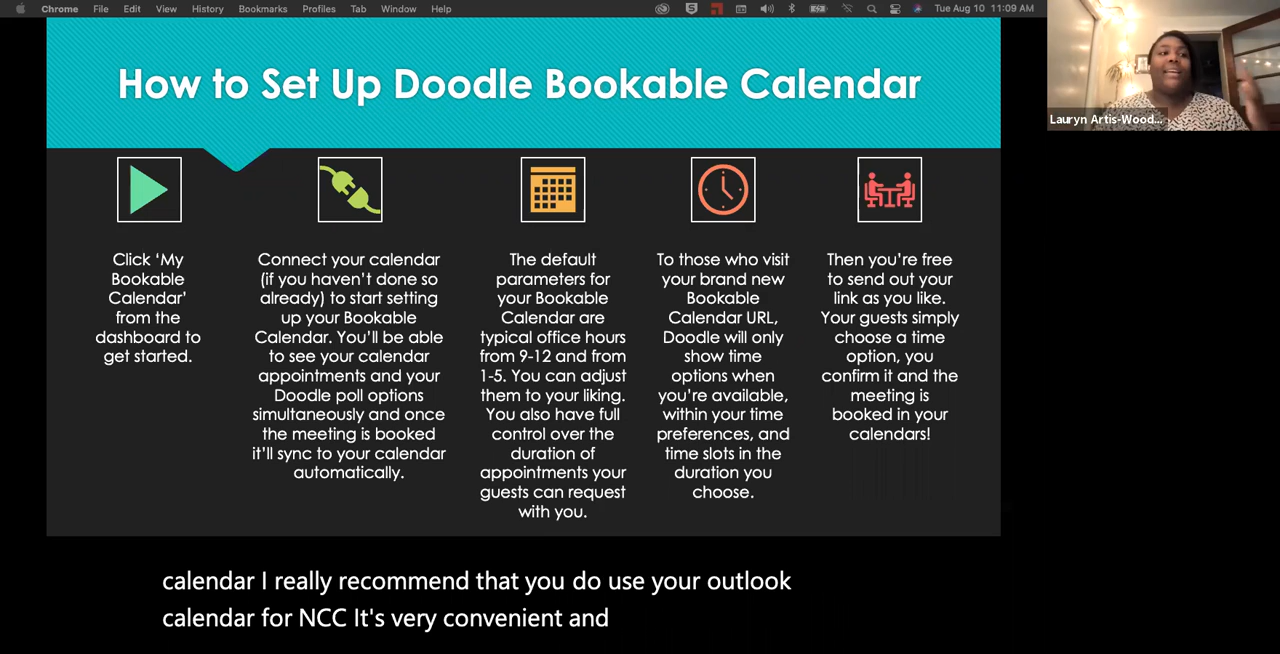 Chrome File Edit View History Bookmarks Profiles Tab Window Help Tue Aug 10 11:09 AM
Lauryn Artis-Wood...
How to Set Up Doodle Bookable Calendar
Click ‘My
Bookable
Calendar’
from the
dashboard to
get started.
Connect your calendar
(if you haven’t done so
already) to start setting
up your Bookable
Calendar. You’ll be able
to see your calendar
appointments and your
Doodle poll options
simultaneously and once
the meeting is booked
it’ll sync to your calendar
automatically.
The default
parameters for
your Bookable
Calendar are
typical office hours
from 9-12 and from
1-5. You can adjust
them to your liking.
You also have full
control over the
duration of
appointments your
guests can request
with you.
To those who visit
your brand new
Bookable
Calendar URL,
Doodle will only
show time
options when
you’re available,
within your time
preferences, and
time slots in the
duration you
choose.
Then you’re free
to send out your
link as you like.
Your guests simply
choose a time
option, you
confirm it and the
meeting is
booked in your
calendars!
calendar I really recommend that you do use your outlook
calendar for NCC It's very convenient and